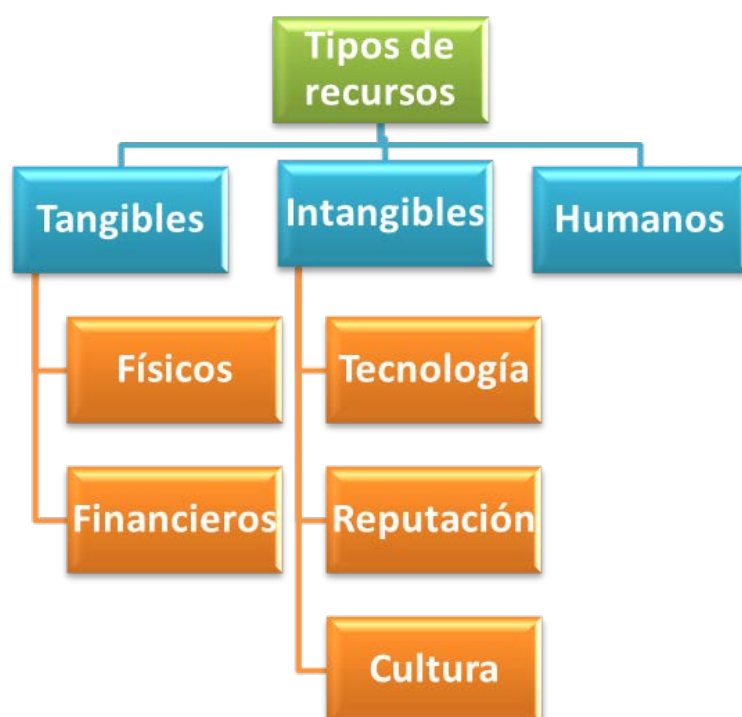 Tipos de
recursos
Tangibles
Intangibles
Humanos
Físicos
Tecnología
Financieros
Reputación
Cultura